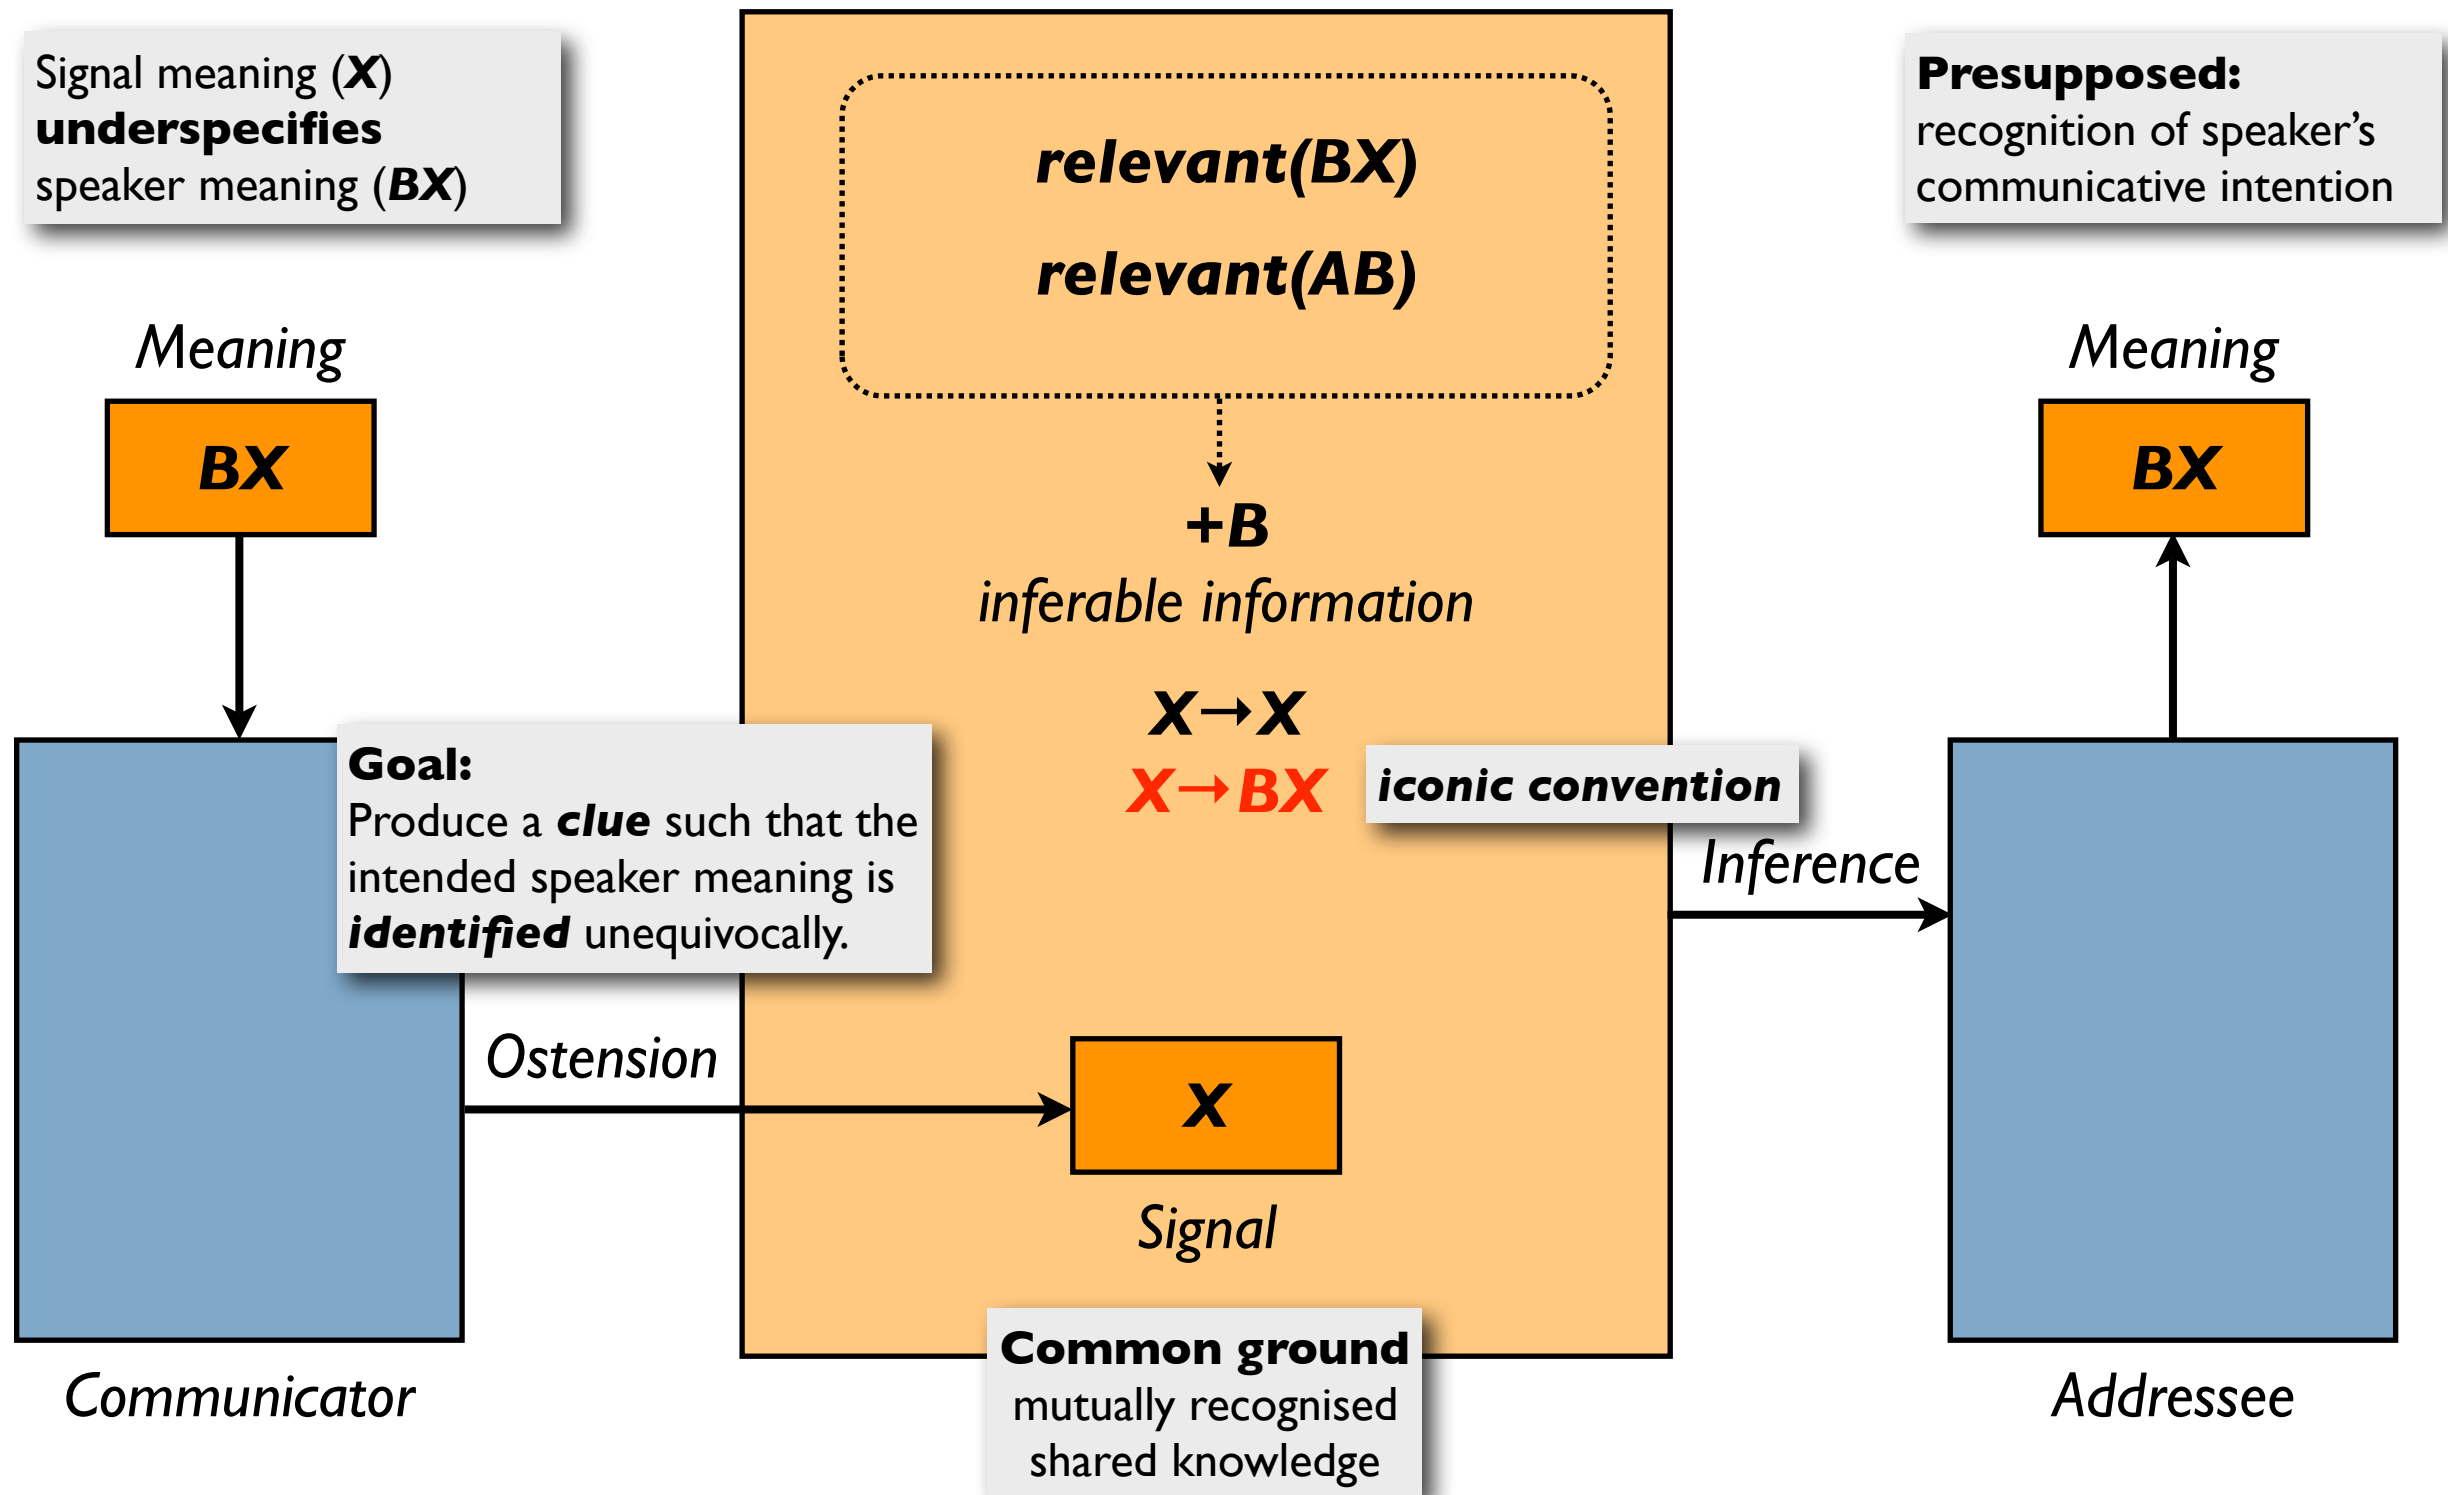 Signal meaning (X)
underspecifies
speaker meaning (BX)
Presupposed:
recognition of speaker's
communicative intention
relevant(BX)
relevant(AB)
Meaning
BX
Meaning
BX
+B
inferable information
X→X
X→BX
iconic convention
Goal:
Produce a clue such that the
intended speaker meaning is
identified unequivocally.
Inference
Ostension
X
Signal
Common ground
mutually recognised
shared knowledge
Communicator
Addressee